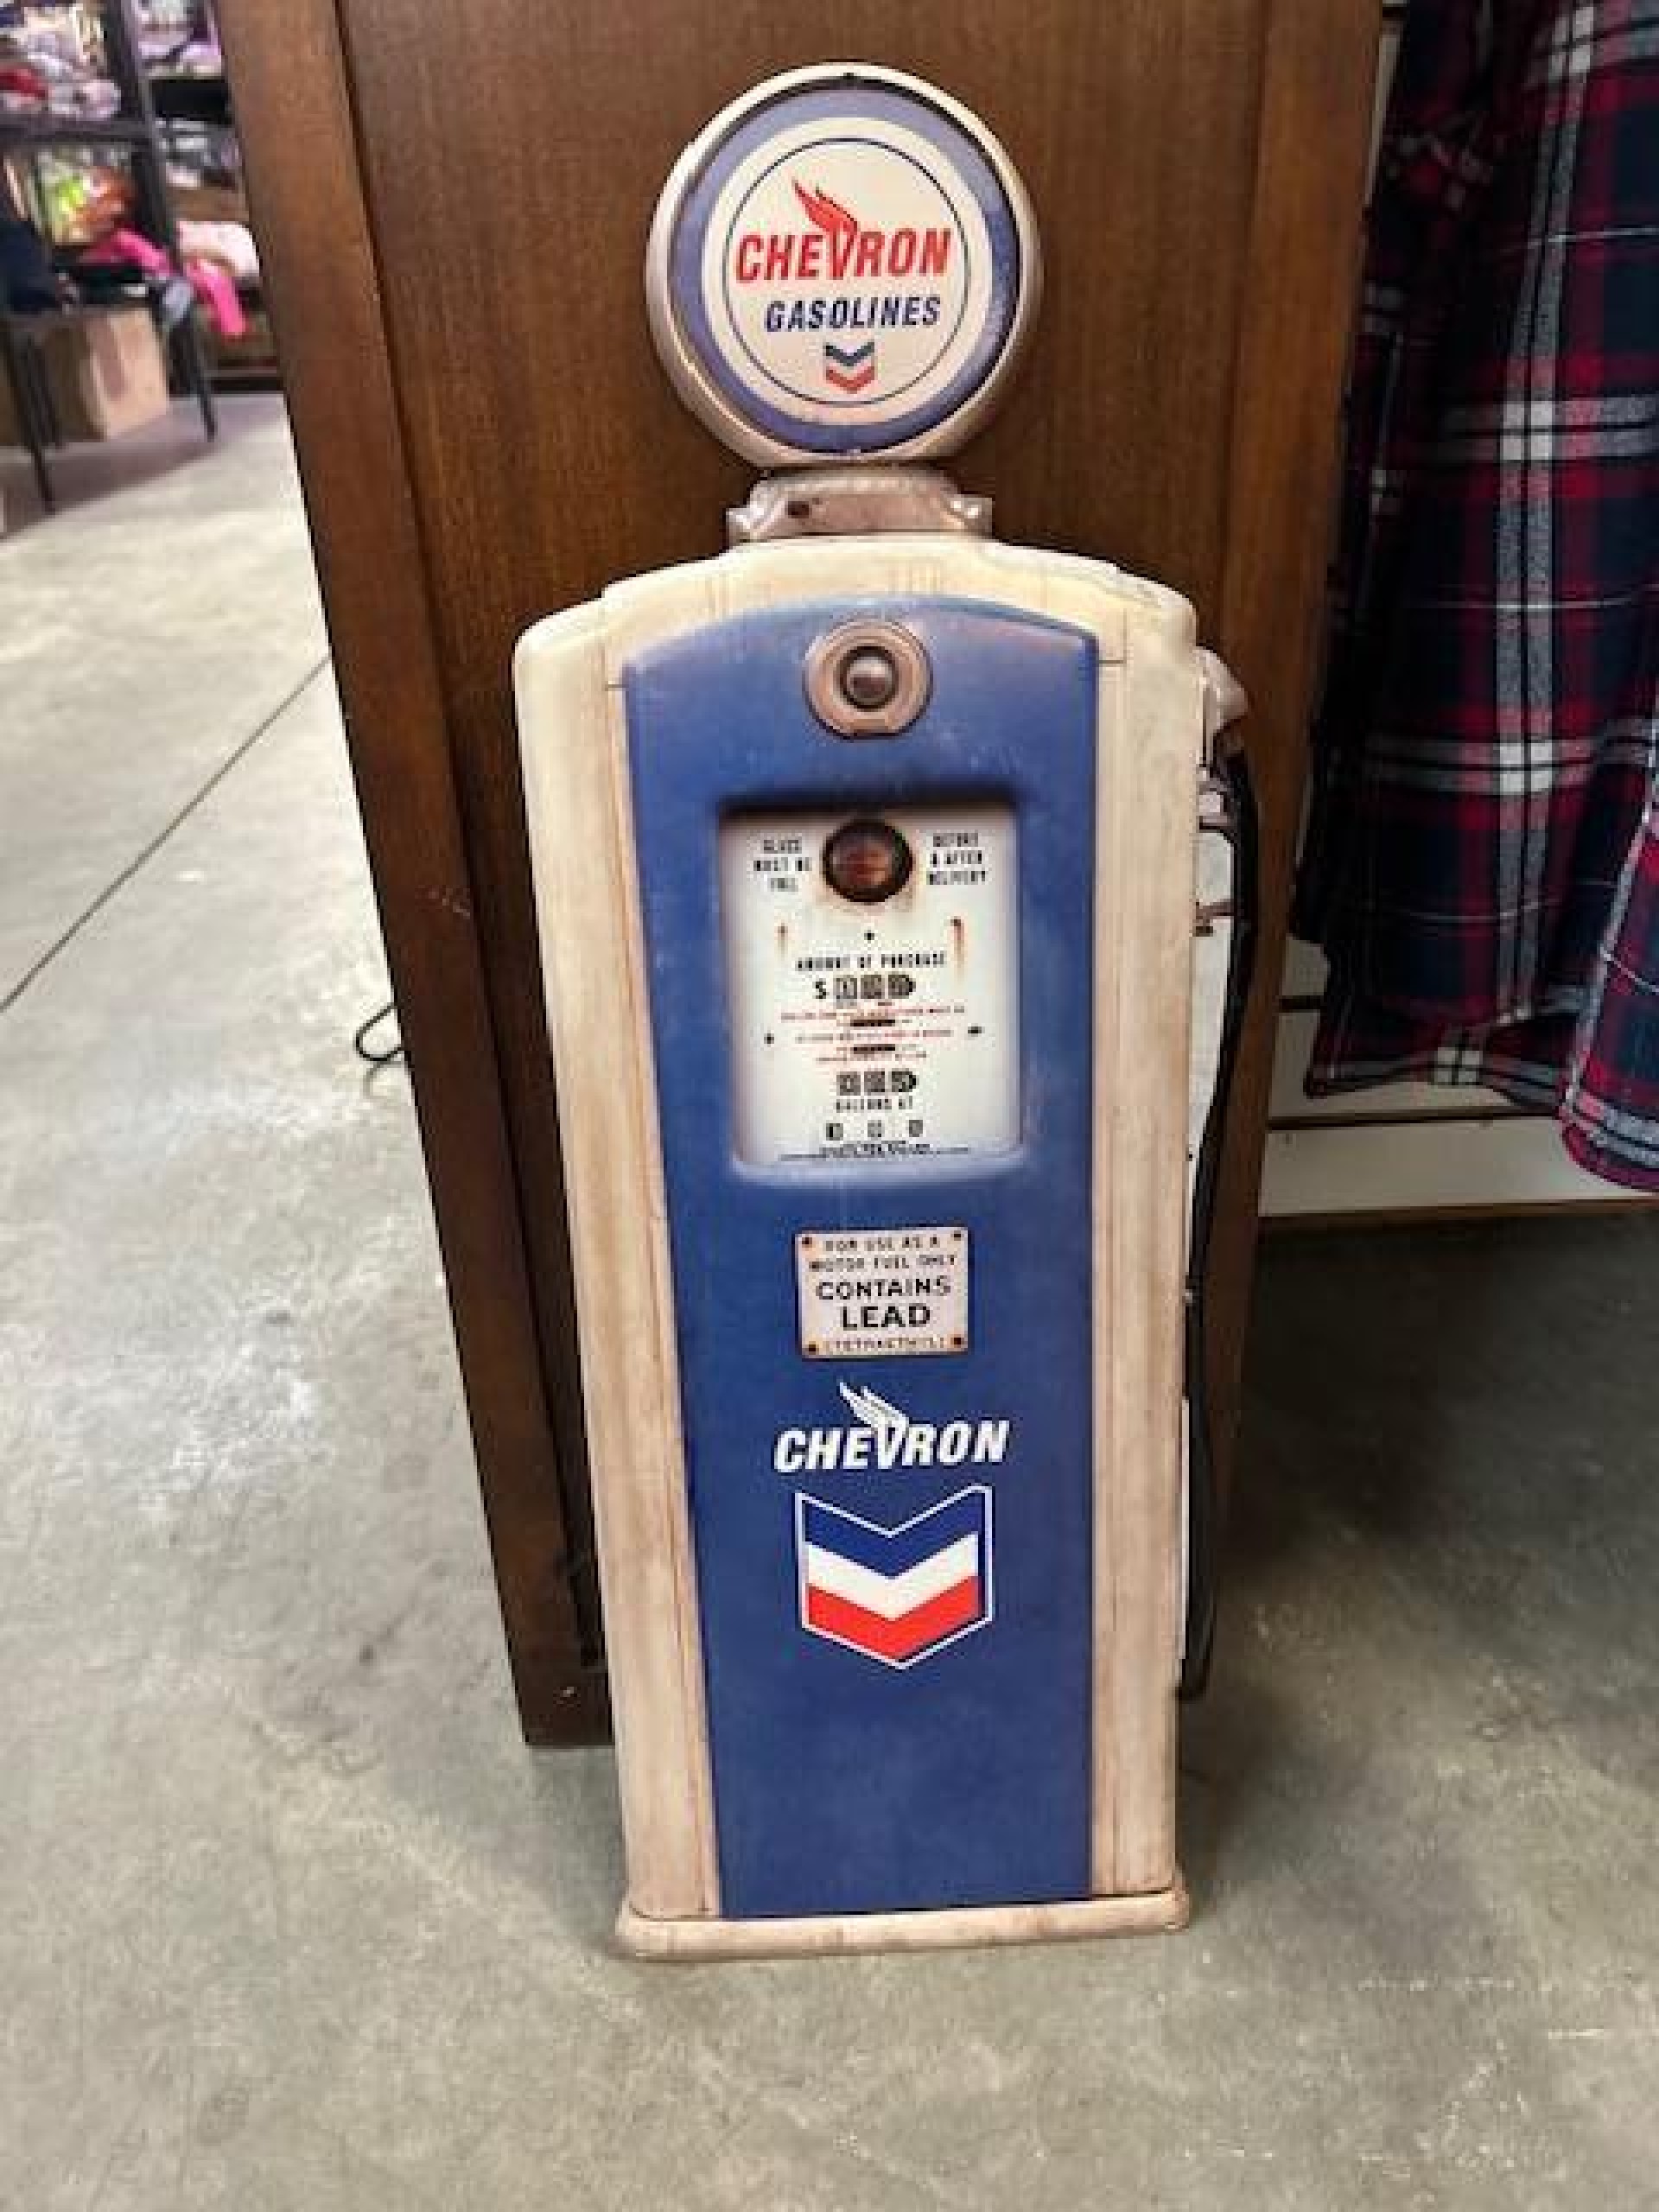 CHEVRON
GASOLINES
GLASS
MUST BE
FULL
BEFORE
& AFTER
DELIVERY
AMOUNT OF PURCHASE
$
GALLONS AT
FOR USE AS A
MOTOR FUEL ONLY
CONTAINS
LEAD
(TETRAETHYL)
CHEVRON